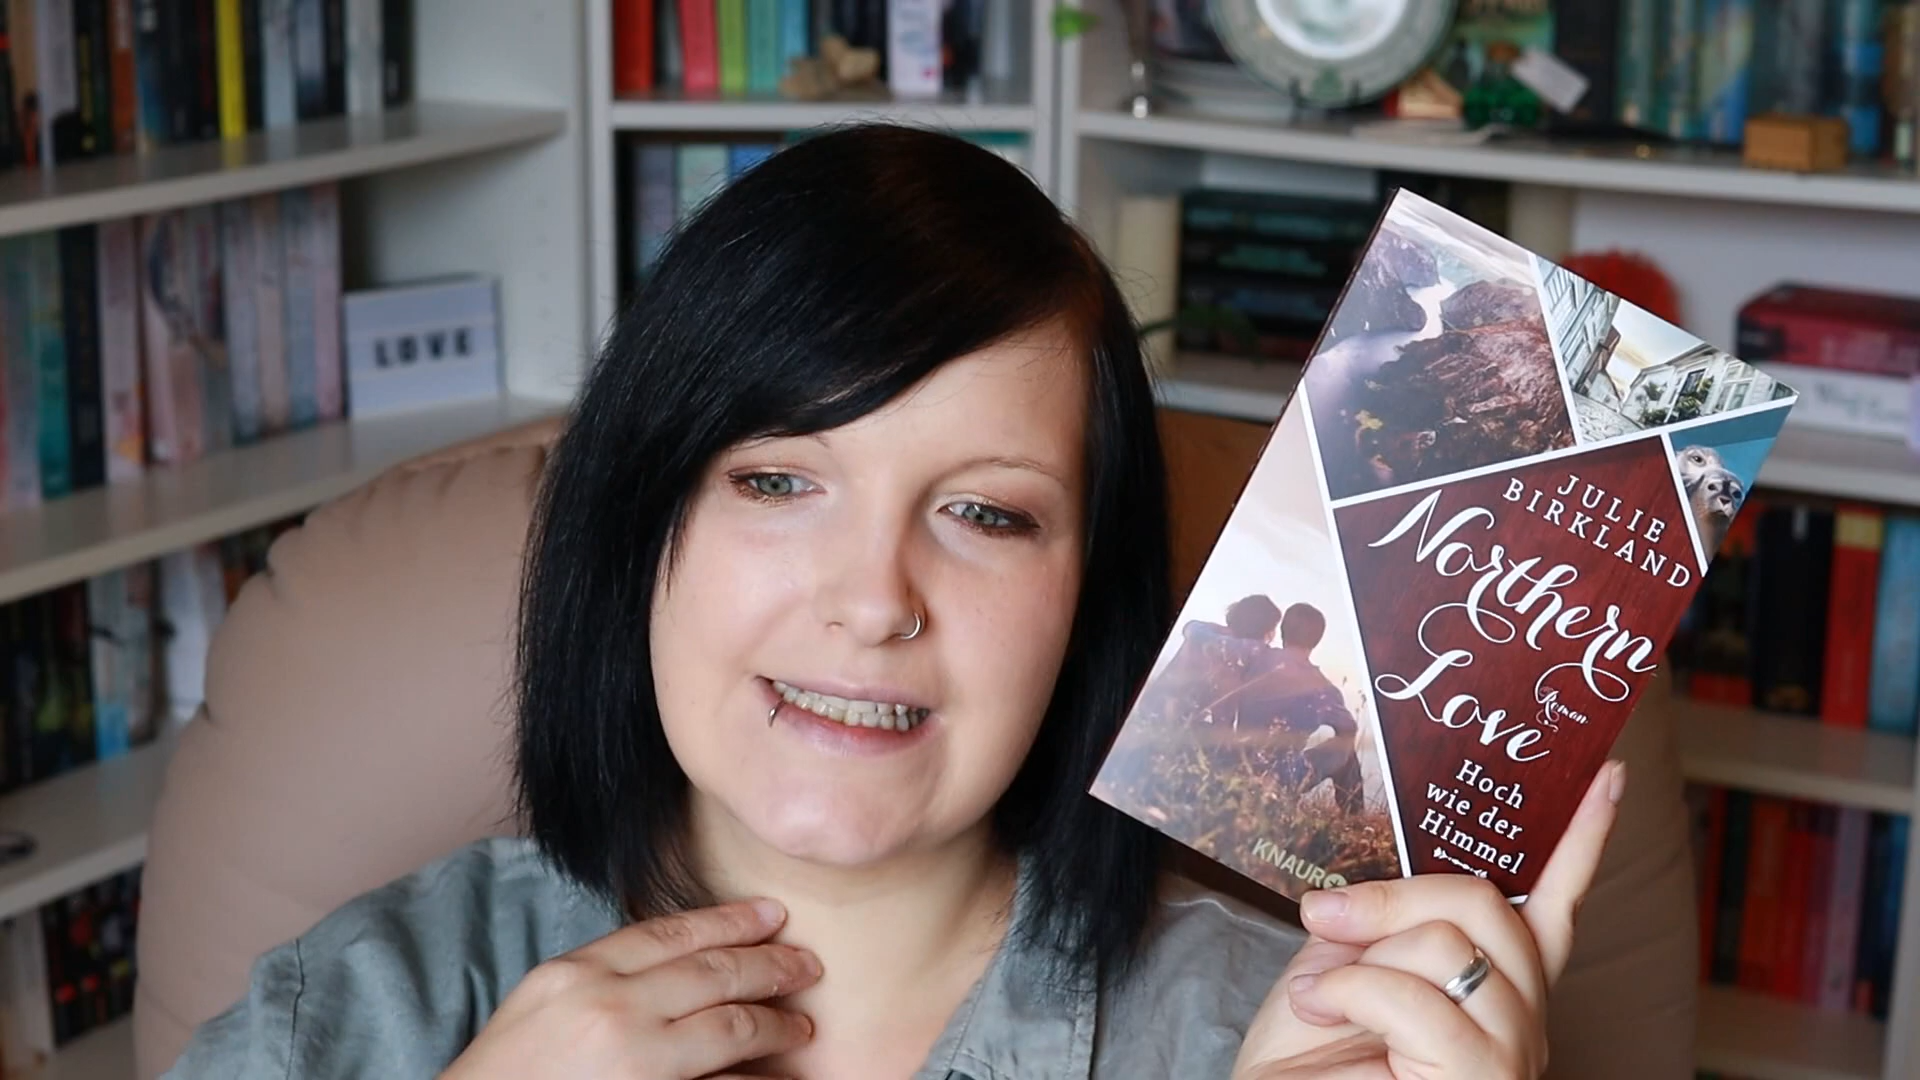 LOVE
JULIE
BIRKLAND
Northern
Love
Roman
Hoch
wie der
Himmel
KNAUR